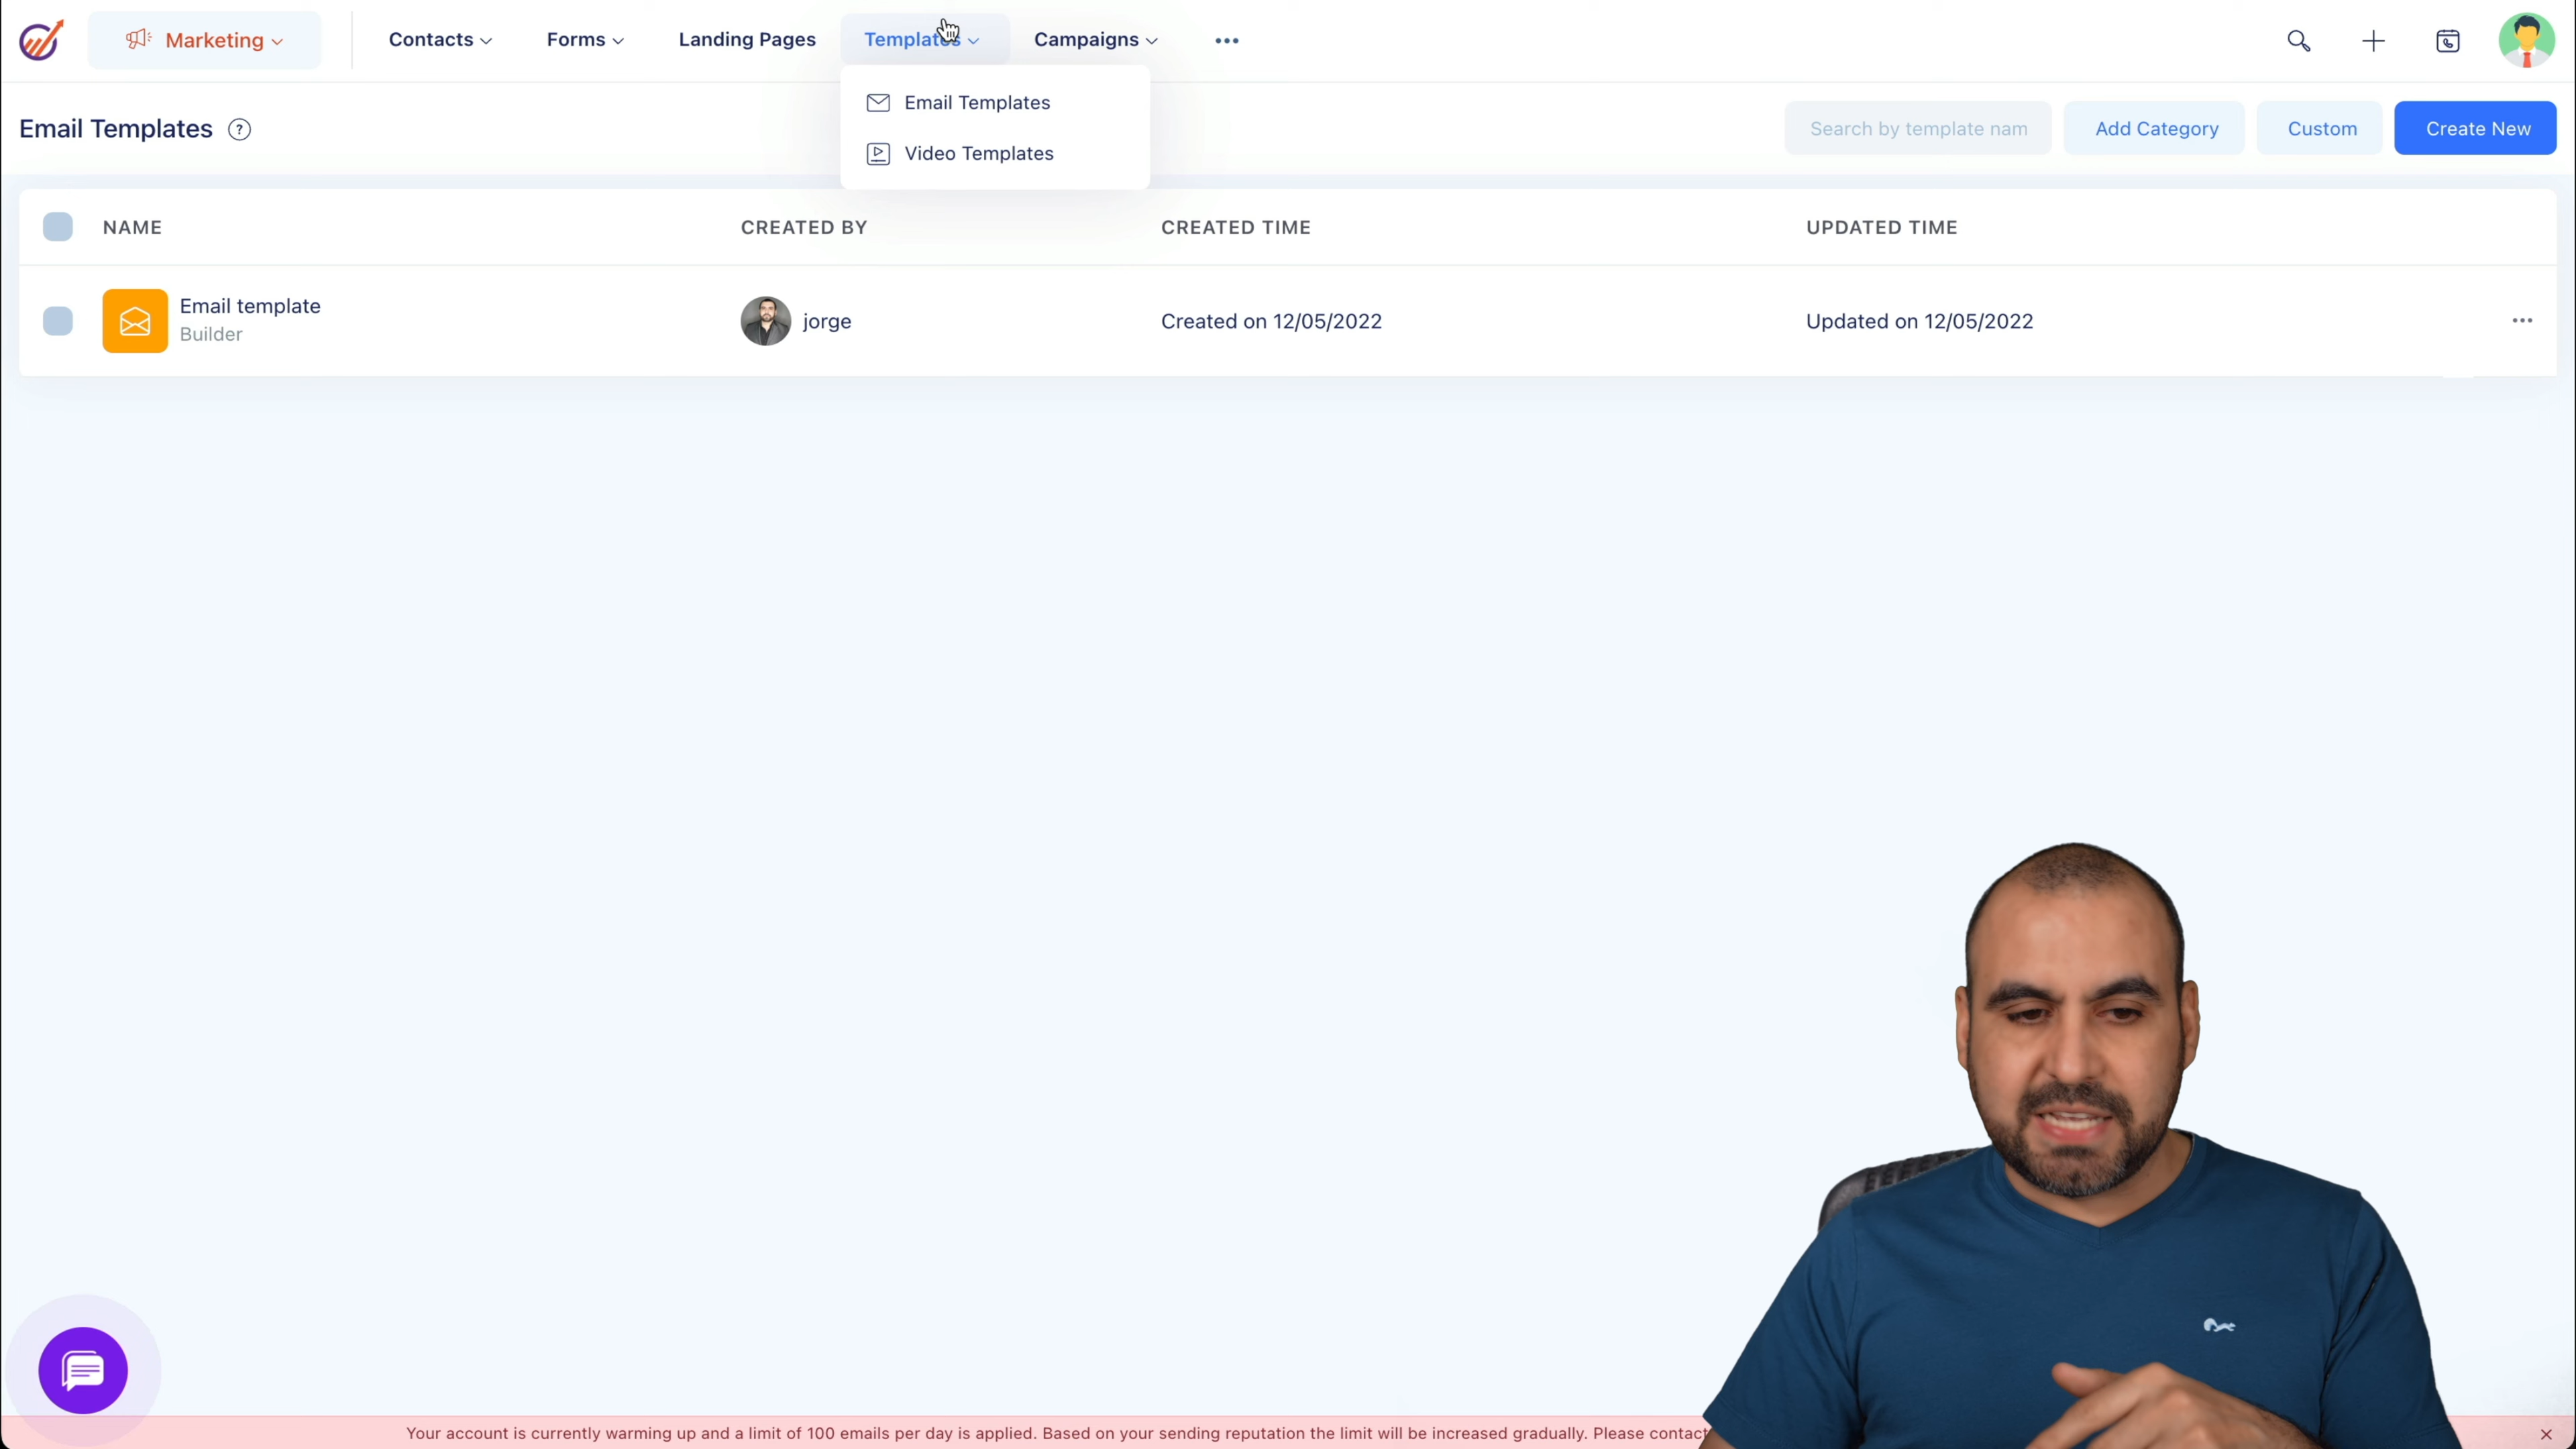 Marketing
Contacts
Forms
Landing Pages
Templates
Campaigns
Email Templates
Video Templates
Email Templates ?
Search by template nam
Add Category
Custom
Create New
NAME
CREATED BY
CREATED TIME
UPDATED TIME
Email template
Builder
jorge
Created on 12/05/2022
Updated on 12/05/2022
Your account is currently warming up and a limit of 100 emails per day is applied. Based on your sending reputation the limit will be increased gradually. Please contact